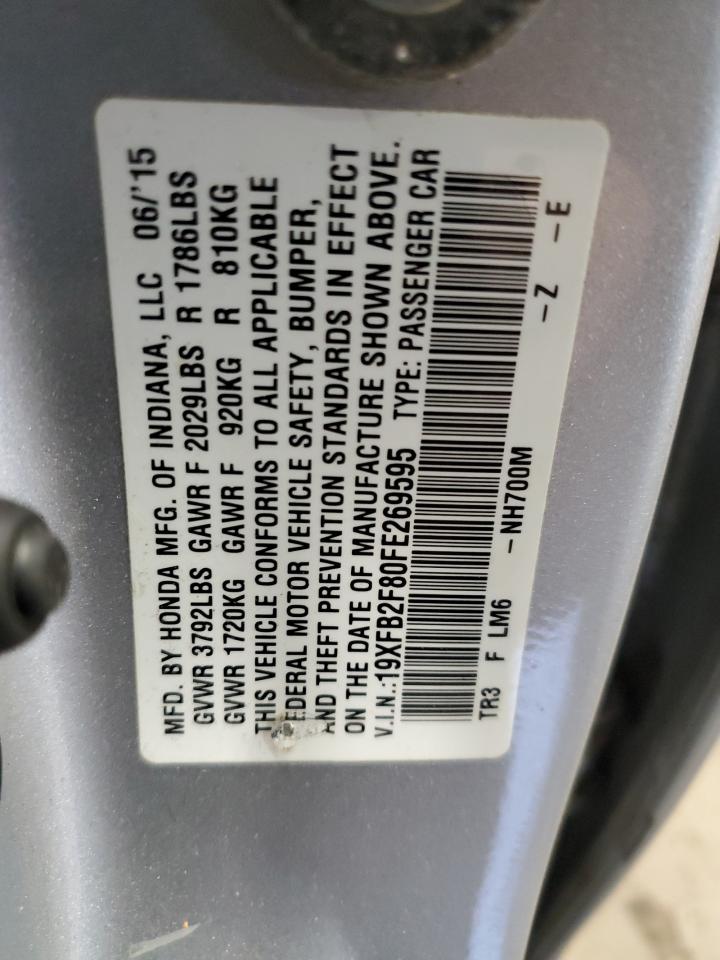 MFD. BY HONDA MFG. OF INDIANA, LLC 06/'15
GVWR 3792LBS GAWR F 2029LBS R 1786LBS
GVWR 1720KG GAWR F 920KG R 810KG
THIS VEHICLE CONFORMS TO ALL APPLICABLE
FEDERAL MOTOR VEHICLE SAFETY, BUMPER,
AND THEFT PREVENTION STANDARDS IN EFFECT
ON THE DATE OF MANUFACTURE SHOWN ABOVE.
V.I.N.:19XFB2F80FE269595 TYPE: PASSENGER CAR
TR3 F LM6 -NH700M -Z -E